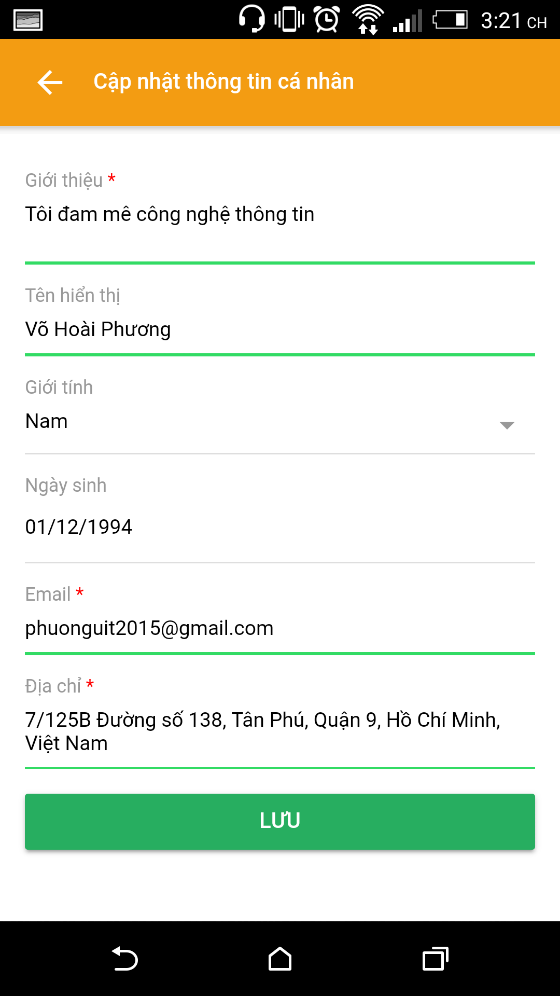 3:21 CH
Cập nhật thông tin cá nhân
Giới thiệu *
Tôi đam mê công nghệ thông tin
Tên hiển thị
Võ Hoài Phương
Giới tính
Nam
Ngày sinh
01/12/1994
Email *
phuonguit2015@gmail.com
Địa chỉ *
7/125B Đường số 138, Tân Phú, Quận 9, Hồ Chí Minh,
Việt Nam
LƯU